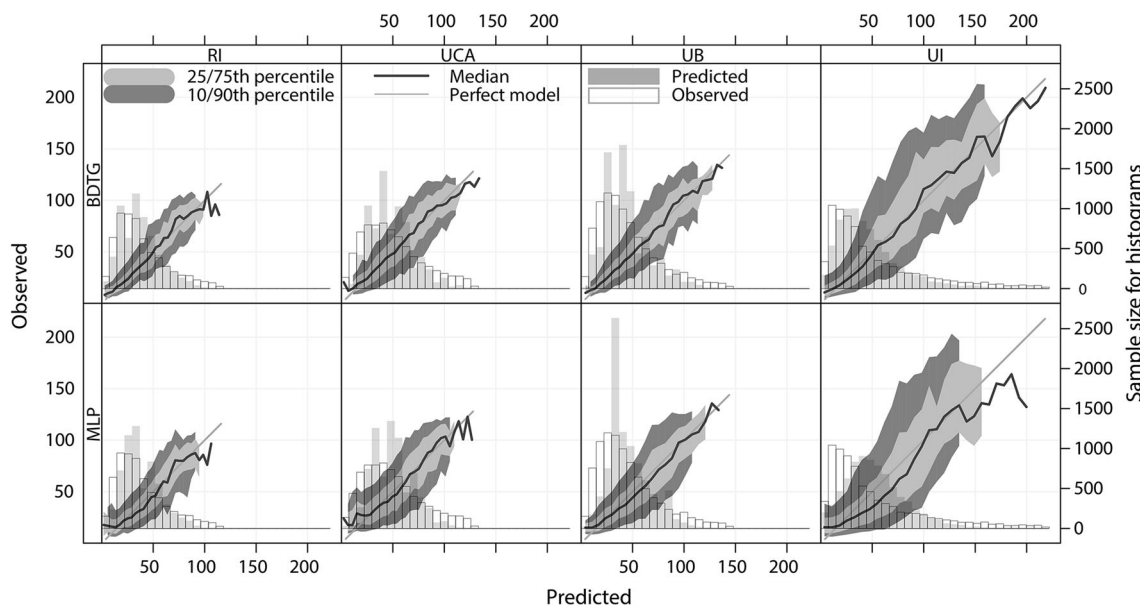 50 100 150 200 50 100 150 200
RI UCA UB UI
25/75th percentile Median Predicted
10/90th percentile Perfect model Observed
200 2500
2000
150
1500
BDTG
100
1000
50
500
0
Observed
Sample size for histograms
200 2500
2000
150
1500
MLP
100
1000
50
500
0
50 100 150 200 50 100 150 200
Predicted